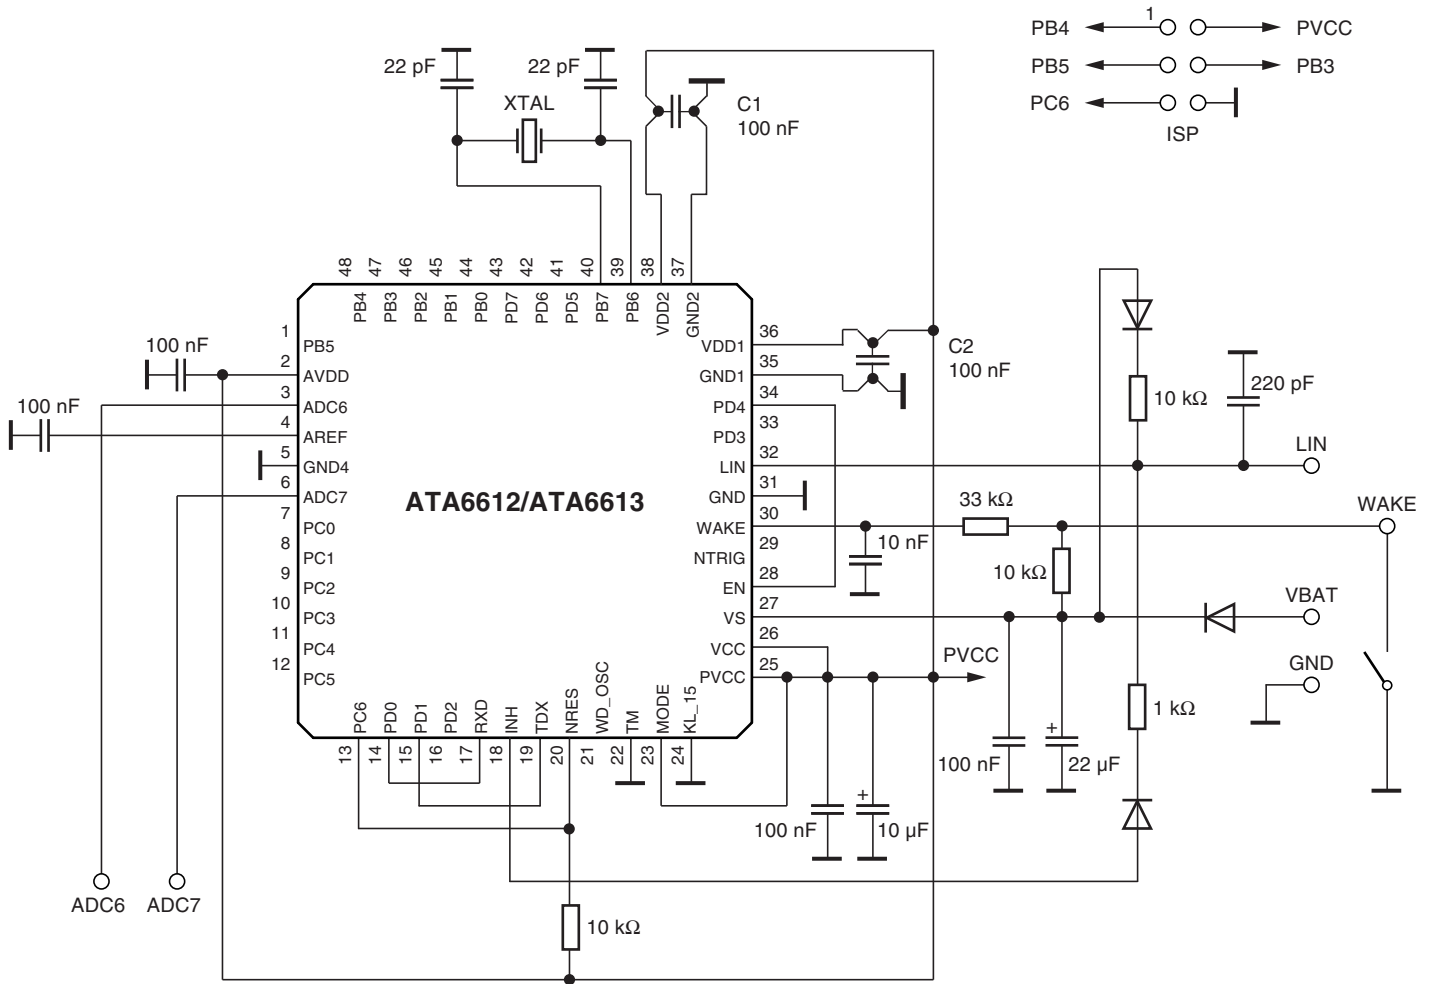 PB4 1 PVCC
PB5 PB3
PC6
ISP
22 pF 22 pF
XTAL
C1
100 nF
48 47 46 45 44 43 42 41 40 39 38 37
PB4 PB3 PB2 PB1 PB0 PD7 PD6 PD5 PB7 PB6 VDD2 GND2
1 PB5
2 AVDD
3 ADC6
4 AREF
5 GND4
6 ADC7
7 PC0
8 PC1
9 PC2
10 PC3
11 PC4
12 PC5
100 nF
100 nF
ATA6612/ATA6613
36 VDD1
35 GND1
34 PD4
33 PD3
32 LIN
31 GND
30 WAKE
29 NTRIG
28 EN
27 VS
26 VCC
25 PVCC
C2
100 nF
10 kΩ
220 pF
LIN
33 kΩ
WAKE
10 nF
10 kΩ
VBAT
PVCC
GND
1 kΩ
100 nF
+
22 µF
PC6 PD0 PD1 PD2 RXD INH TDX NRES WD_OSC TM MODE KL_15
13 14 15 16 17 18 19 20 21 22 23 24
100 nF
+
10 µF
ADC6 ADC7
10 kΩ